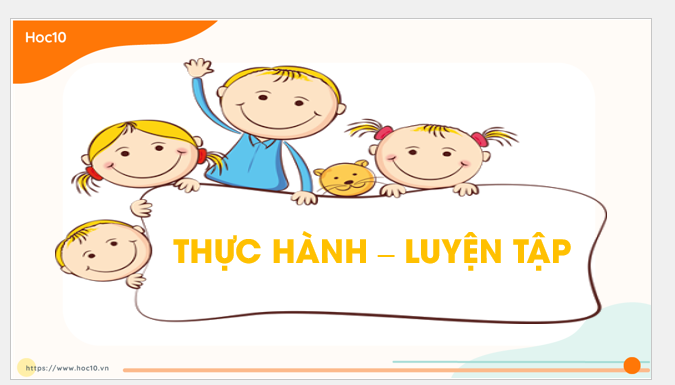 Hoc10
THỰC HÀNH – LUYỆN TẬP
https://www.hoc10.vn